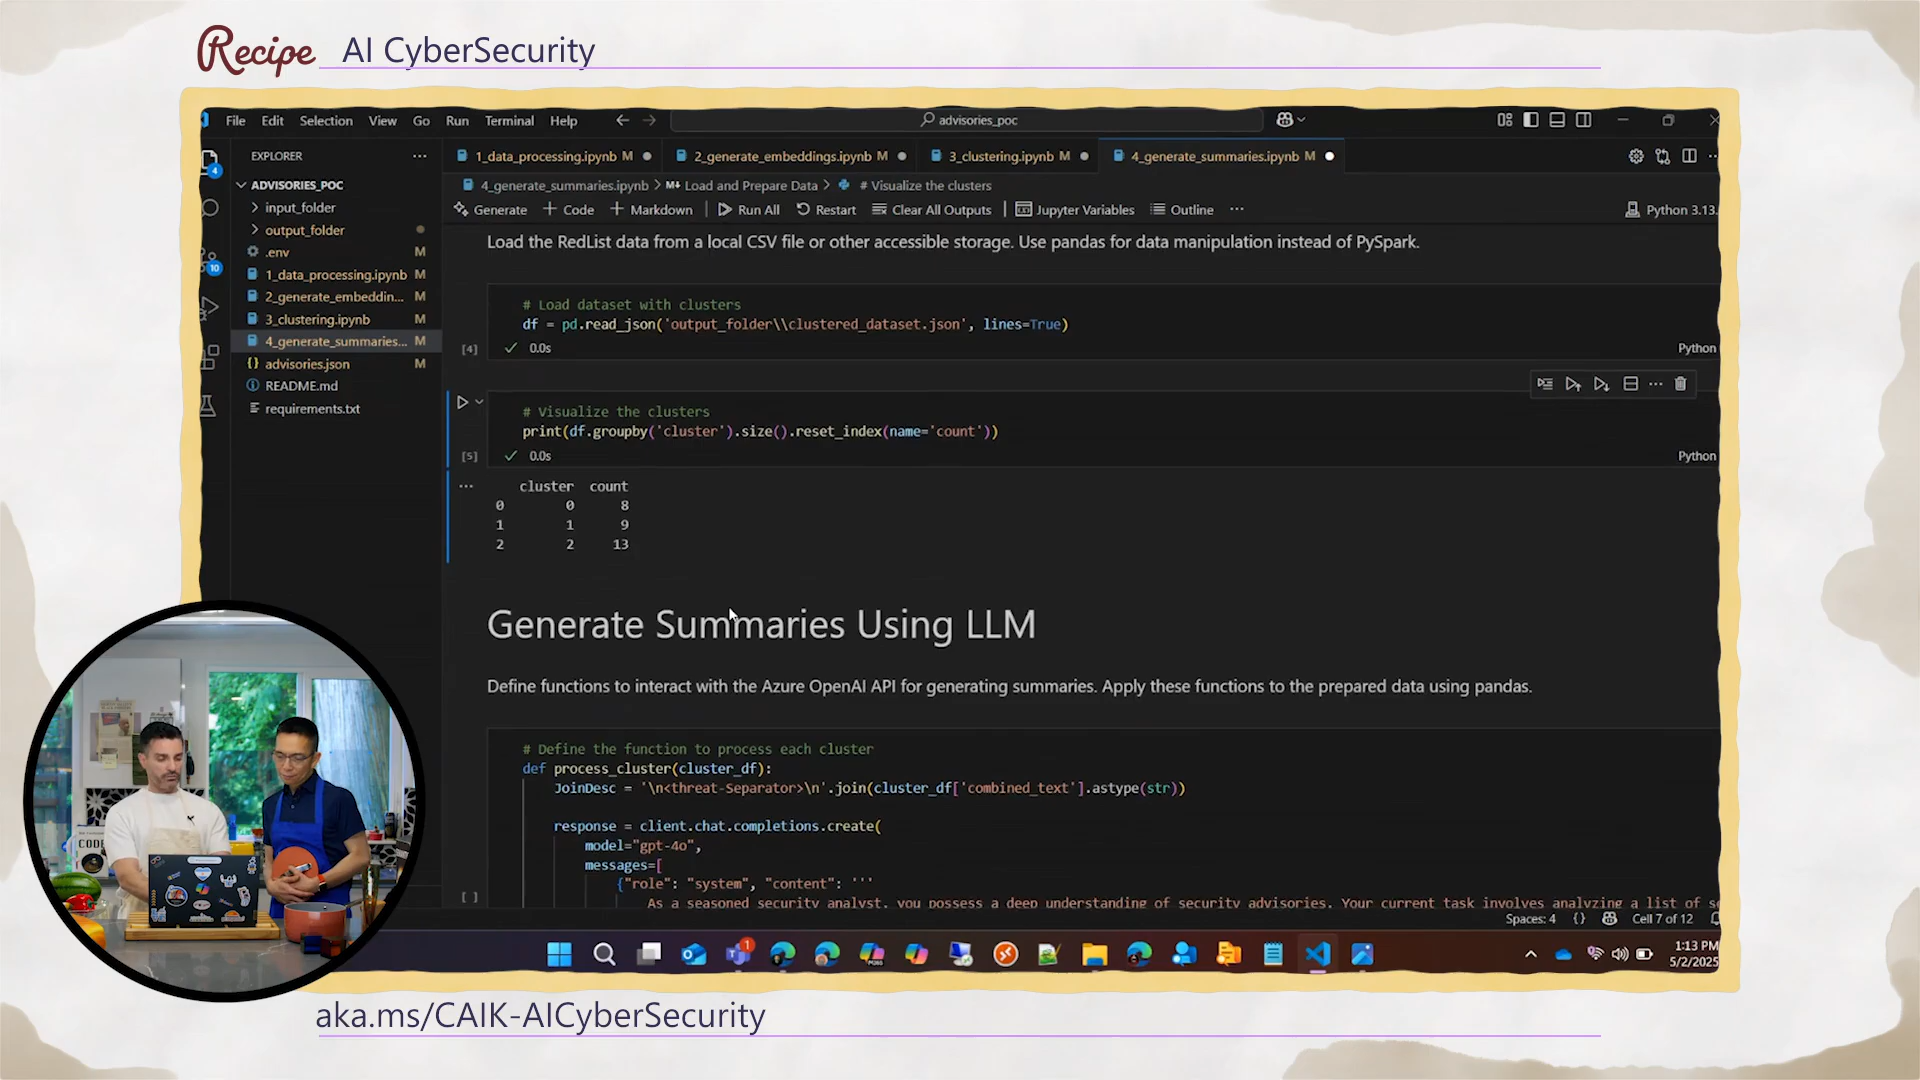 Recipe AI CyberSecurity
File Edit Selection View Go Run Terminal Help advisories_poc
EXPLORER
1_data_processing.ipynb M 2_generate_embeddings.ipynb M 3_clustering.ipynb M 4_generate_summaries.ipynb M
ADVISORIES_POC
4_generate_summaries.ipynb > M↓ Load and Prepare Data > # Visualize the clusters
input_folder
Generate + Code + Markdown Run All Restart Clear All Outputs Jupyter Variables Outline ... Python 3.13.
output_folder
.env M
1_data_processing.ipynb M
2_generate_embeddin... M
3_clustering.ipynb M
4_generate_summaries... M
advisories.json M
README.md
requirements.txt
4
10
Load the RedList data from a local CSV file or other accessible storage. Use pandas for data manipulation instead of PySpark.
# Load dataset with clusters
df = pd.read_json('output_folder\\clustered_dataset.json', lines=True)
[4] 0.0s Python
# Visualize the clusters
print(df.groupby('cluster').size().reset_index(name='count'))
[5] 0.0s Python
cluster count
0 0 8
1 1 9
2 2 13
Generate Summaries Using LLM
Define functions to interact with the Azure OpenAI API for generating summaries. Apply these functions to the prepared data using pandas.
# Define the function to process each cluster
def process_cluster(cluster_df):
JoinDesc = '\n<threat-Separator>\n'.join(cluster_df['combined_text'].astype(str))
response = client.chat.completions.create(
model="gpt-4o",
messages=[
{"role": "system", "content": '''
[ ] As a seasoned security analyst, you possess a deep understanding of security advisories. Your current task involves analyzing a list of
Spaces: 4 {} Cell 7 of 12
1
1:13 PM
5/2/2025
CODE
aka.ms/CAIK-AICyberSecurity